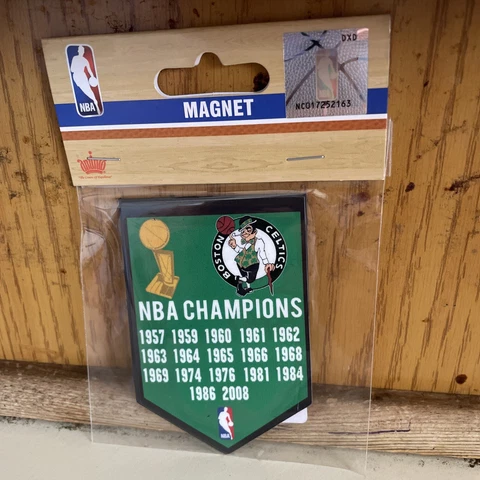 DXD
NBA
NC017252163
MAGNET
BOSTON CELTICS
NBA CHAMPIONS
1957 1959 1960 1961 1962
1963 1964 1965 1966 1968
1969 1974 1976 1981 1984
1986 2008
NBA